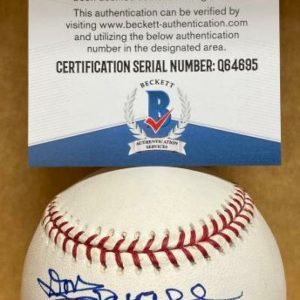 This authentication can be verified by
visiting www.beckett-authentication.com
and utilizing the below authentication
number in the designated area.
CERTIFICATION SERIAL NUMBER: Q64695
BECKETT
B
AUTHENTICATION
SERVICES
Don